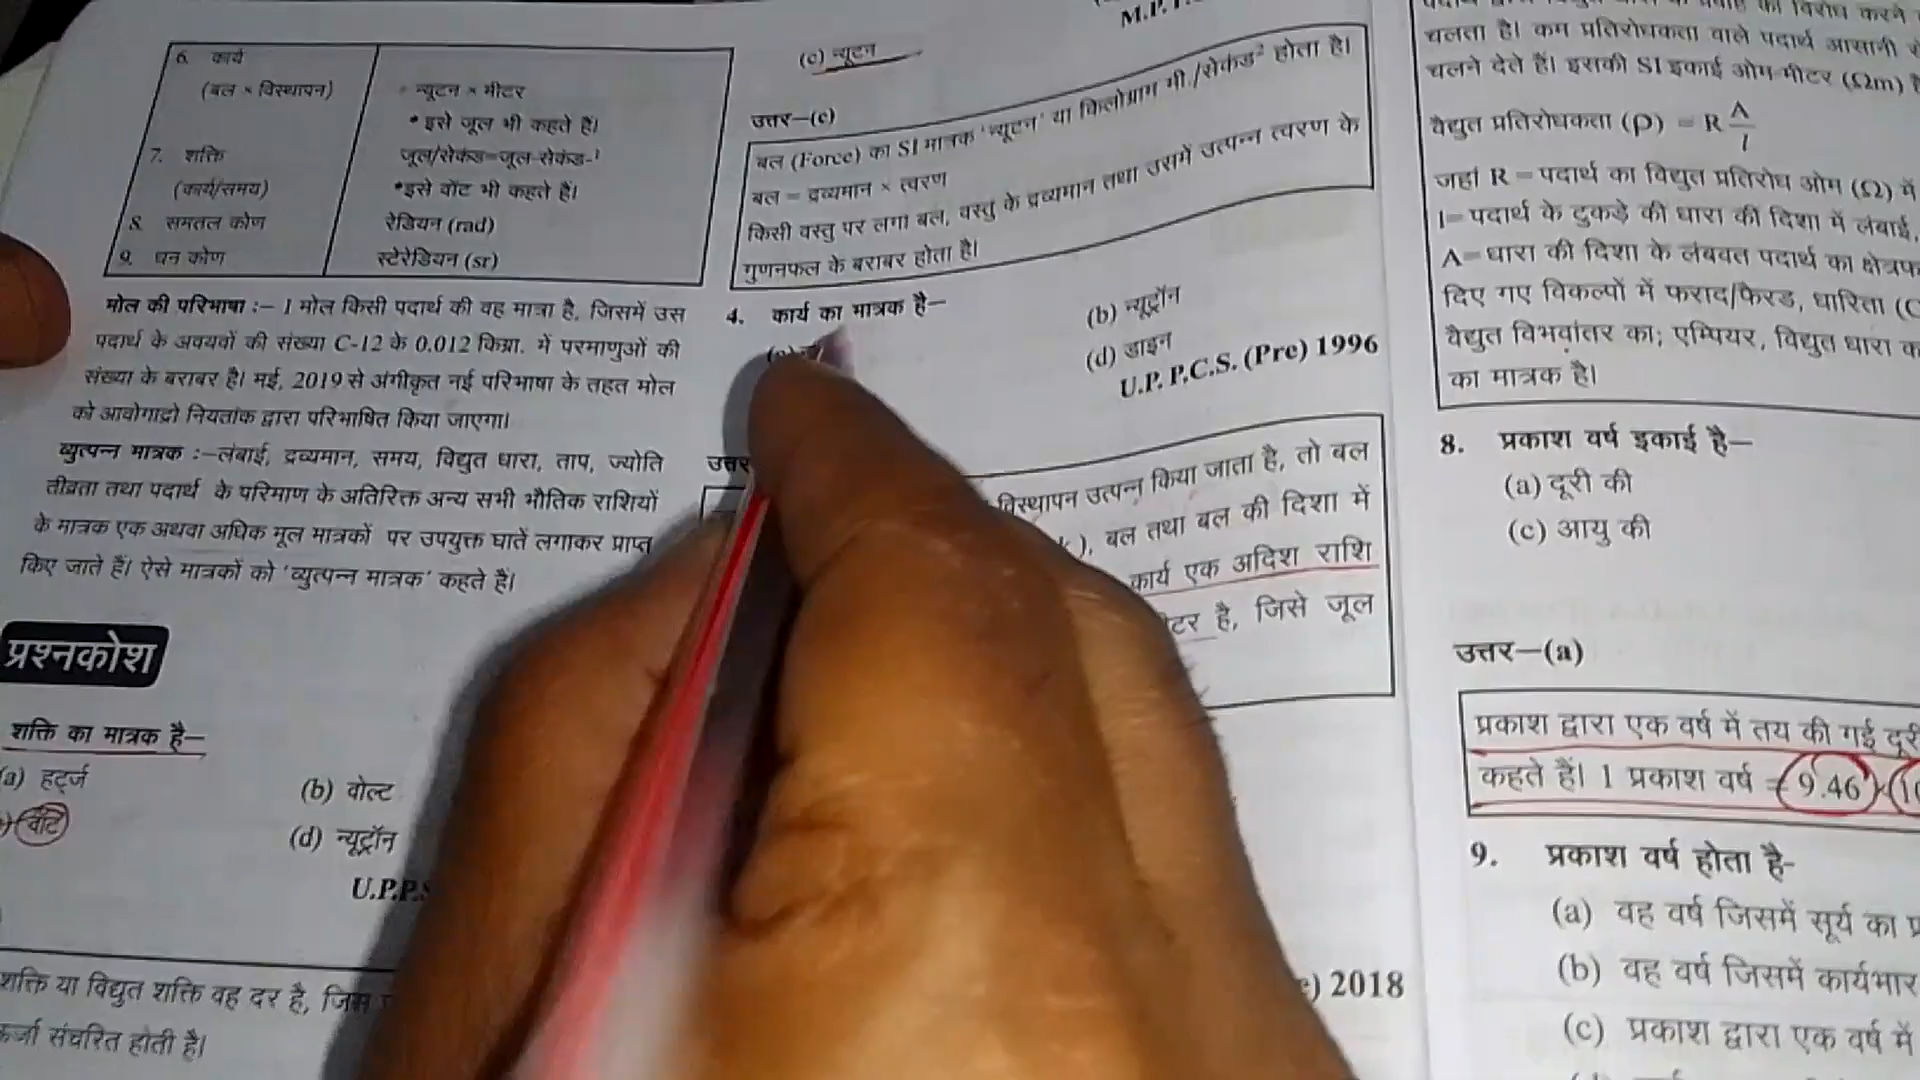 6. कार्य
(बल × विस्थापन)
न्यूटन × मीटर
• इसे जूल भी कहते हैं।
7. शक्ति
जूल/सेकंड=जूल-सेकंड-¹
(कार्य/समय)
•इसे वॉट भी कहते हैं।
8. समतल कोण
रेडियन (rad)
9. घन कोण
स्टेरेडियन (sr)
मोल की परिभाषा :– 1 मोल किसी पदार्थ की वह मात्रा है, जिसमें उस
पदार्थ के अवयवों की संख्या C-12 के 0.012 किग्रा. में परमाणुओं की
संख्या के बराबर है। मई, 2019 से अंगीकृत नई परिभाषा के तहत मोल
को आवोगाद्रो नियतांक द्वारा परिभाषित किया जाएगा।
व्युत्पन्न मात्रक :–लंबाई, द्रव्यमान, समय, विद्युत धारा, ताप, ज्योति
तीव्रता तथा पदार्थ के परिमाण के अतिरिक्त अन्य सभी भौतिक राशियों
के मात्रक एक अथवा अधिक मूल मात्रकों पर उपयुक्त घातें लगाकर प्राप्त
किए जाते हैं। ऐसे मात्रकों को 'व्युत्पन्न मात्रक' कहते हैं।
प्रश्नकोश
शक्ति का मात्रक है–
(a) हर्ट्ज
(b) वोल्ट
वॉट
(d) न्यूट्रॉन
U.P.P.S
शक्ति या विद्युत शक्ति वह दर है,
ऊर्जा संचरित होती है।
M.P.
(c) न्यूटन
उत्तर–(c)
बल (Force) का SI मात्रक 'न्यूटन' या किलोग्राम मी./सेकंड² होता है।
बल = द्रव्यमान × त्वरण
किसी वस्तु पर लगा बल, वस्तु के द्रव्यमान तथा उसमें उत्पन्न त्वरण के
गुणनफल के बराबर होता है।
4. कार्य का मात्रक है–
(b) न्यूट्रॉन
(d) डाइन
U.P. P.C.S. (Pre) 1996
उत्तर
विस्थापन उत्पन्न किया जाता है, तो बल
), बल तथा बल की दिशा में
कार्य एक अदिश राशि
है, जिसे जूल
) 2018
चलता है। कम प्रतिरोधकता वाले पदार्थ आसानी
चलने देते हैं। इसकी SI इकाई ओम-मीटर (Ωm)
वैद्युत प्रतिरोधकता (ρ) = R A/l
जहां R = पदार्थ का विद्युत प्रतिरोध ओम (Ω) में
l= पदार्थ के टुकड़े की धारा की दिशा में लंबाई,
A=धारा की दिशा के लंबवत पदार्थ का
दिए गए विकल्पों में फराद/फैरड, धारिता (C
वैद्युत विभवांतर का; एम्पियर, विद्युत धारा
का मात्रक है।
8. प्रकाश वर्ष इकाई है–
(a) दूरी की
(c) आयु की
उत्तर–(a)
प्रकाश द्वारा एक वर्ष में तय की गई दूरी
कहते हैं। 1 प्रकाश वर्ष = 9.46 ×
9. प्रकाश वर्ष होता है-
(a) वह वर्ष जिसमें सूर्य का
(b) वह वर्ष जिसमें कार्यभार
(c) प्रकाश द्वारा एक वर्ष में